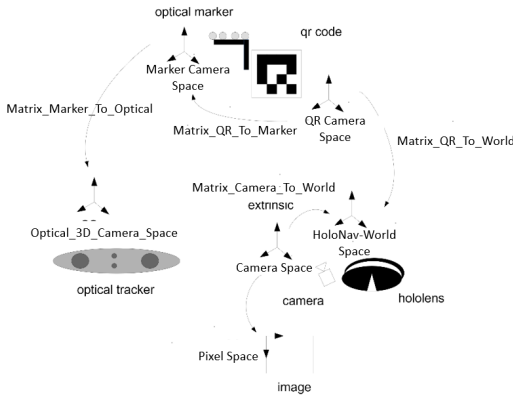 optical marker
qr code
Marker Camera
Space
Matrix_Marker_To_Optical
Matrix_QR_To_Marker
QR Camera
Space
Matrix_QR_To_World
Matrix_Camera_To_World
extrinsic
Optical_3D_Camera_Space
HoloNav-World
Space
Camera Space
optical tracker
camera
hololens
Pixel Space
image